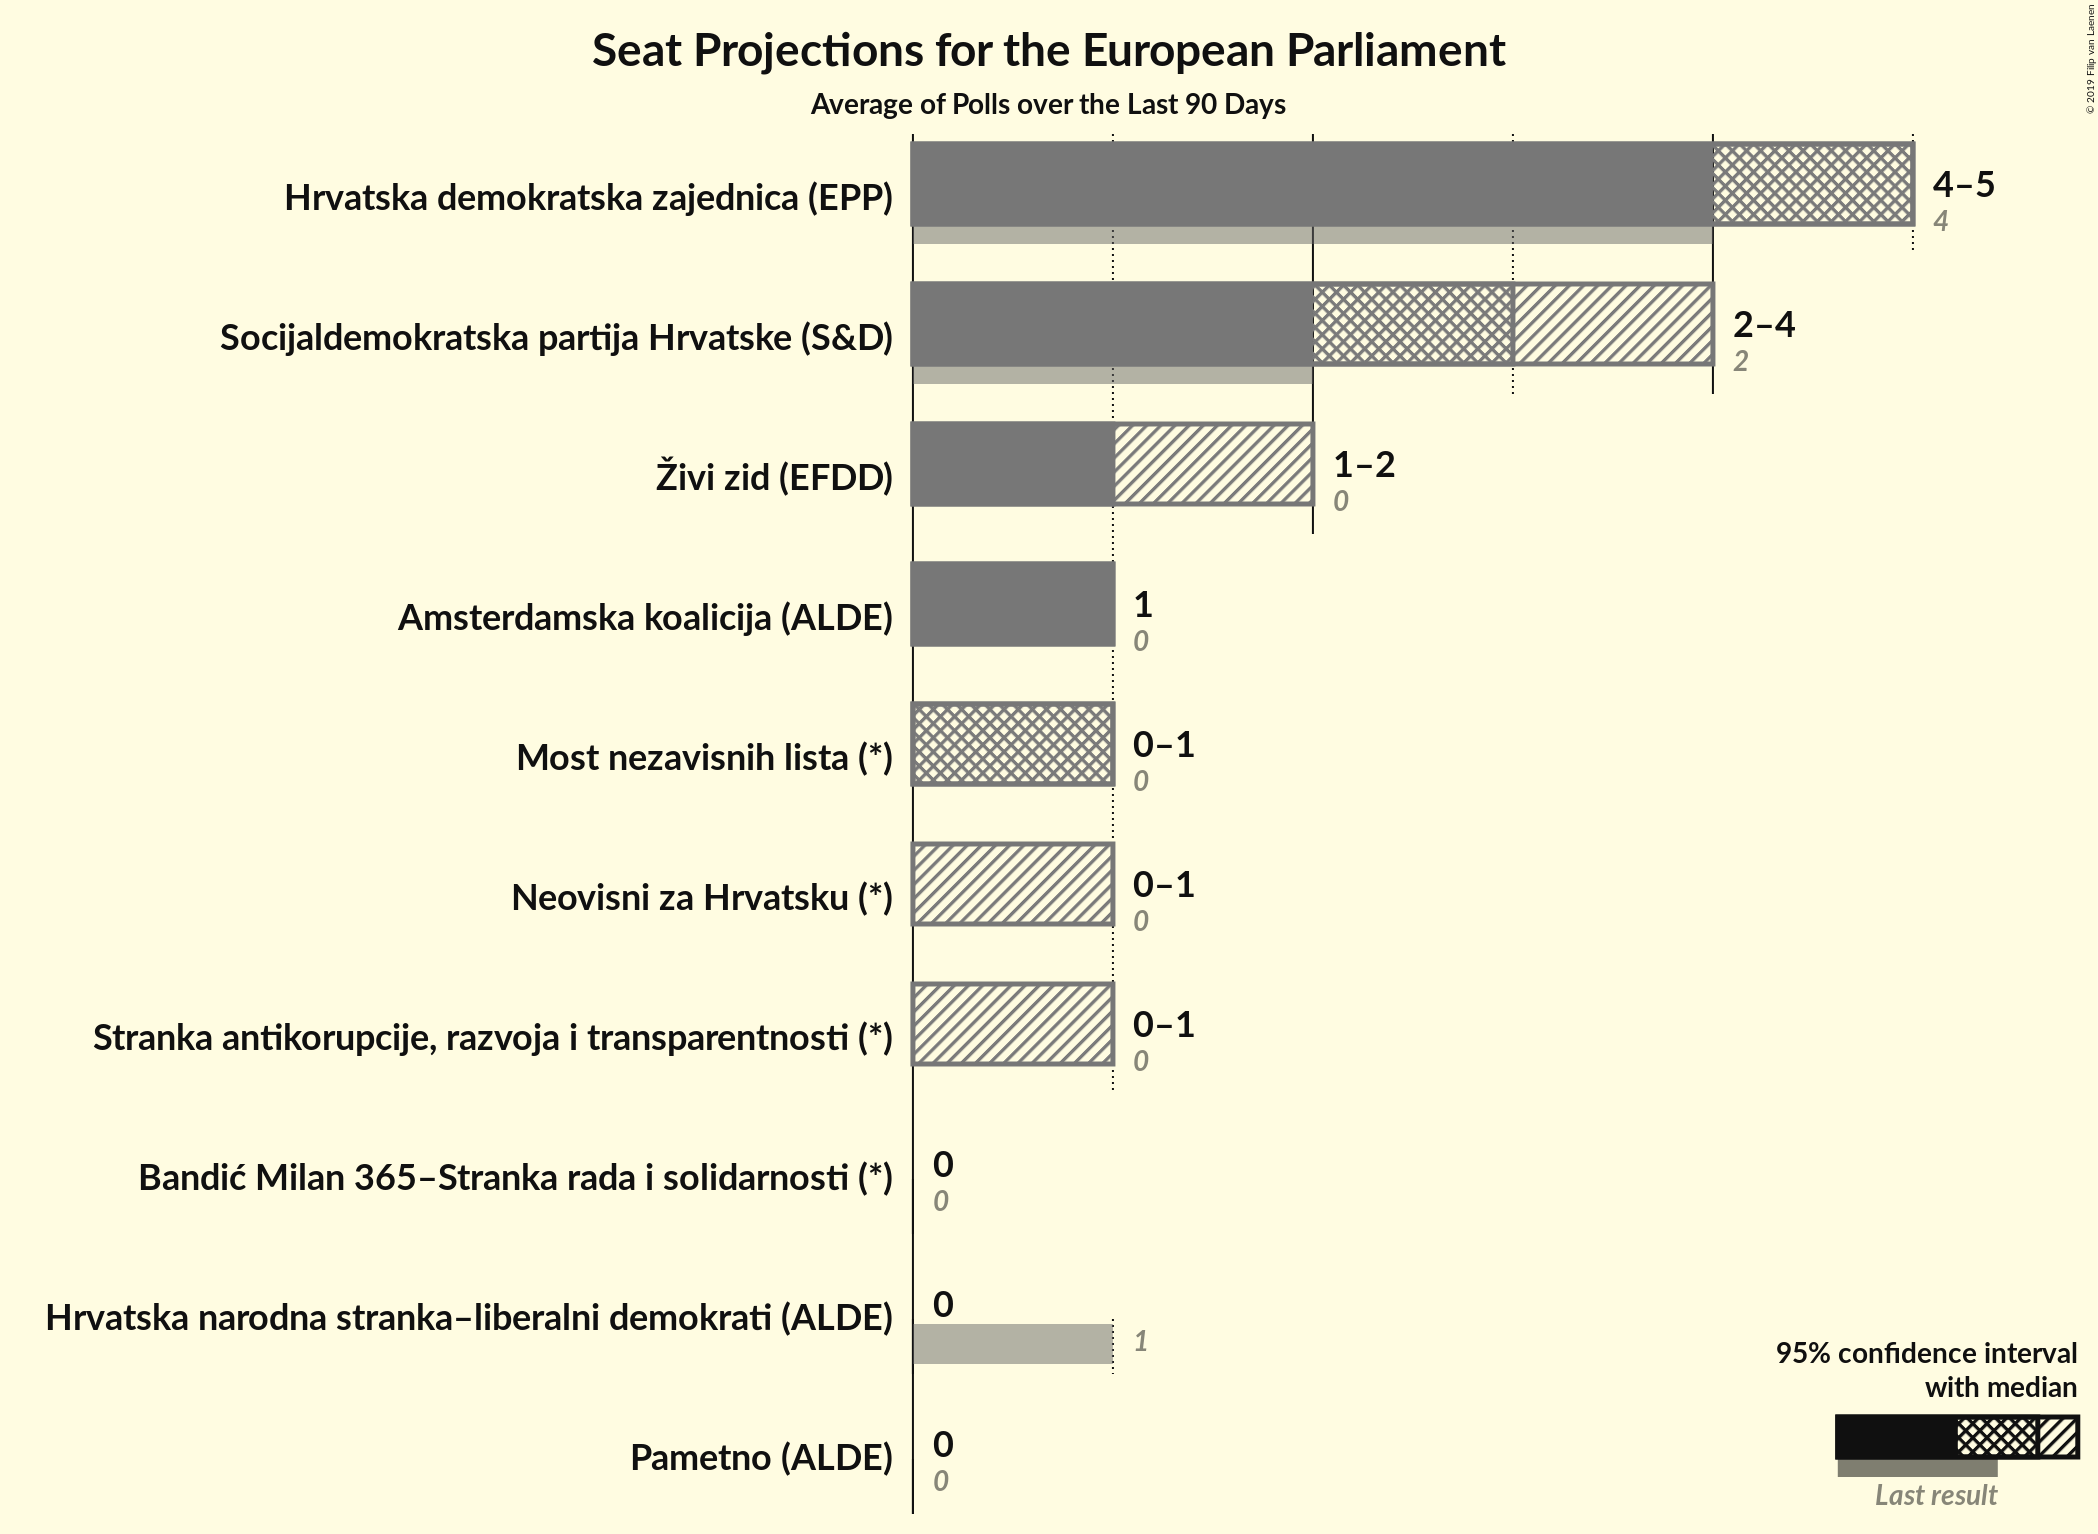 Seat Projections for the European Parliament
Average of Polls over the Last 90 Days
© 2019 Filip van Laenen
Hrvatska demokratska zajednica (EPP)
4–5
4
Socijaldemokratska partija Hrvatske (S&D)
2–4
2
Živi zid (EFDD)
1–2
0
Amsterdamska koalicija (ALDE)
1
0
Most nezavisnih lista (*)
0–1
0
Neovisni za Hrvatsku (*)
0–1
0
Stranka antikorupcije, razvoja i transparentnosti (*)
0–1
0
Bandić Milan 365–Stranka rada i solidarnosti (*)
0
0
Hrvatska narodna stranka–liberalni demokrati (ALDE)
0
1
Pametno (ALDE)
0
0
95% confidence interval
with median
Last result